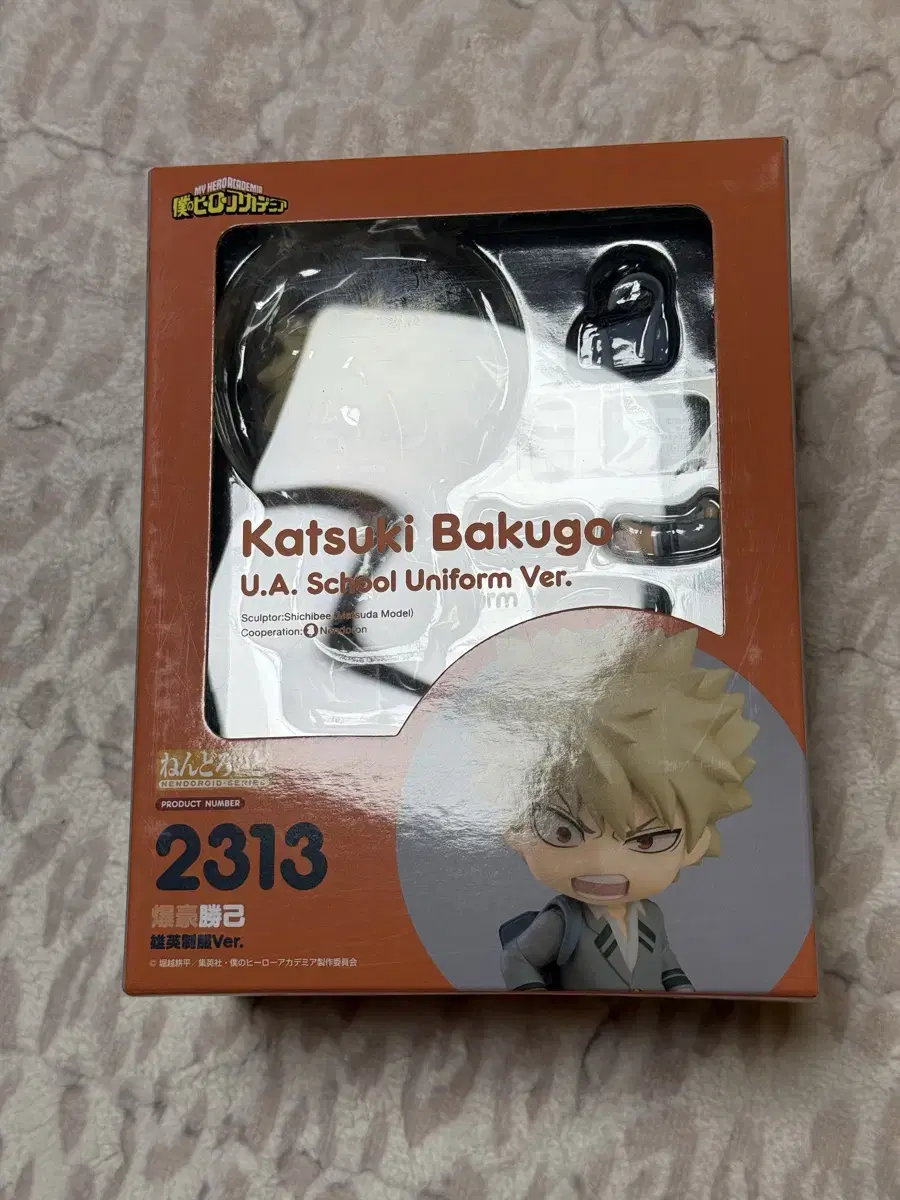 MY HERO ACADEMIA
僕のヒーローアカデミア
Katsuki Bakugo
U.A. School Uniform Ver.
Sculptor:Shichibee (Matsuda Model)
Cooperation: Nendoron
ねんどろいど
NENDOROID SERIES
PRODUCT NUMBER
2313
爆豪勝己
雄英制服Ver.
© 堀越耕平／集英社・僕のヒーローアカデミア製作委員会